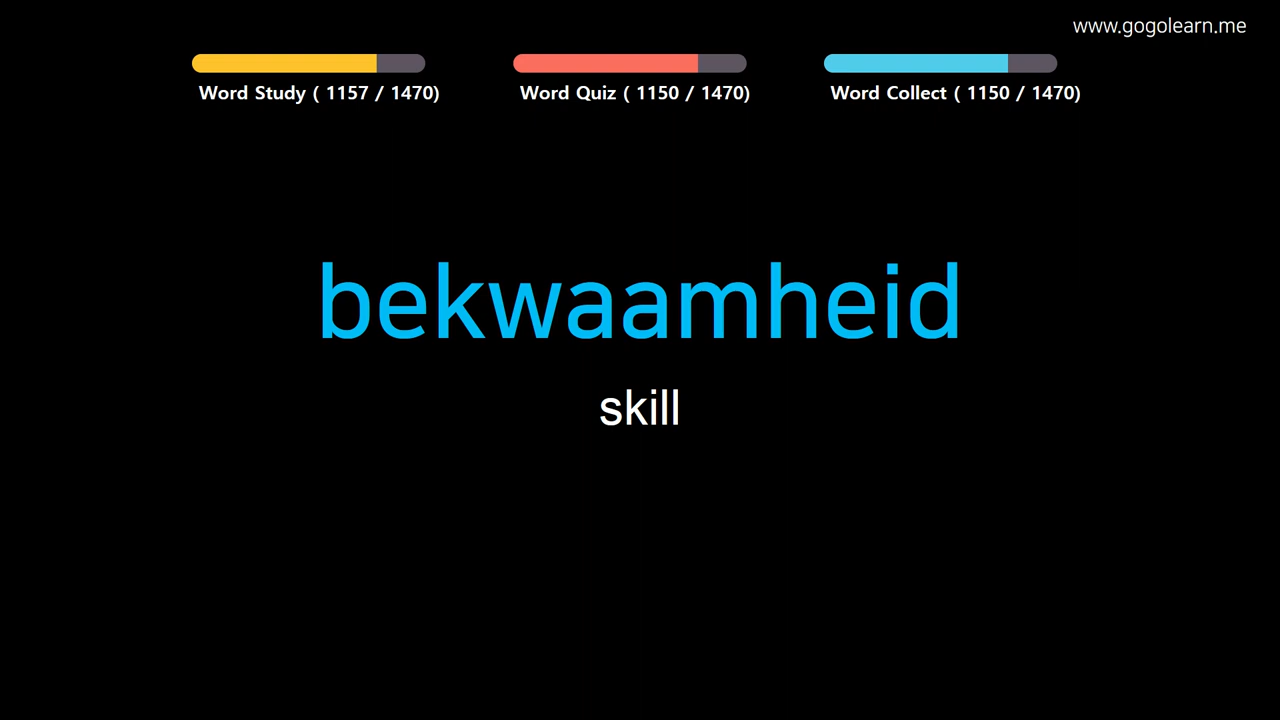 www.gogolearn.me
Word Study ( 1157 / 1470)
Word Quiz ( 1150 / 1470)
Word Collect ( 1150 / 1470)
bekwaamheid
skill